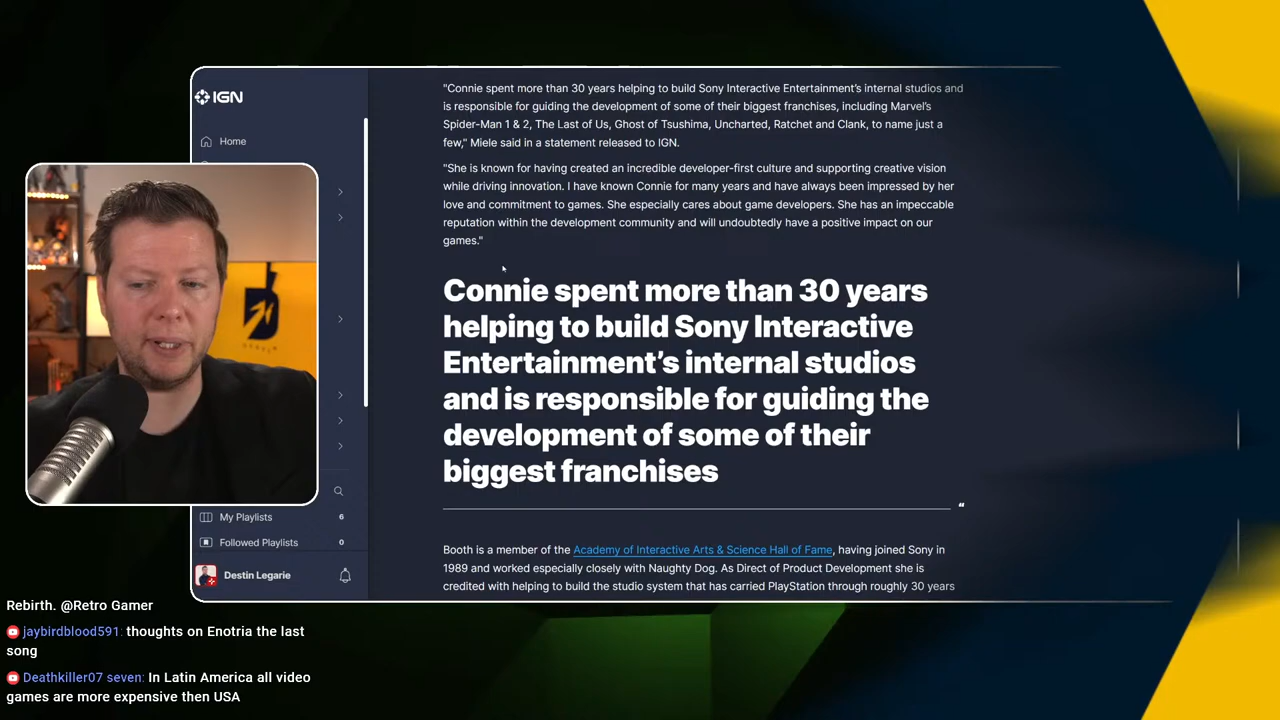 IGN
Home
"Connie spent more than 30 years helping to build Sony Interactive Entertainment's internal studios and
is responsible for guiding the development of some of their biggest franchises, including Marvel's
Spider-Man 1 & 2, The Last of Us, Ghost of Tsushima, Uncharted, Ratchet and Clank, to name just a
few," Miele said in a statement released to IGN.
"She is known for having created an incredible developer-first culture and supporting creative vision
while driving innovation. I have known Connie for many years and have always been impressed by her
love and commitment to games. She especially cares about game developers. She has an impeccable
reputation within the development community and will undoubtedly have a positive impact on our
games."
Connie spent more than 30 years
helping to build Sony Interactive
Entertainment's internal studios
and is responsible for guiding the
development of some of their
biggest franchises
“
Booth is a member of the Academy of Interactive Arts & Science Hall of Fame, having joined Sony in
1989 and worked especially closely with Naughty Dog. As Direct of Product Development she is
credited with helping to build the studio system that has carried PlayStation through roughly 30 years
My Playlists 6
Followed Playlists 0
Destin Legarie
Rebirth. @Retro Gamer
jaybirdblood591: thoughts on Enotria the last
song
Deathkiller07 seven: In Latin America all video
games are more expensive then USA